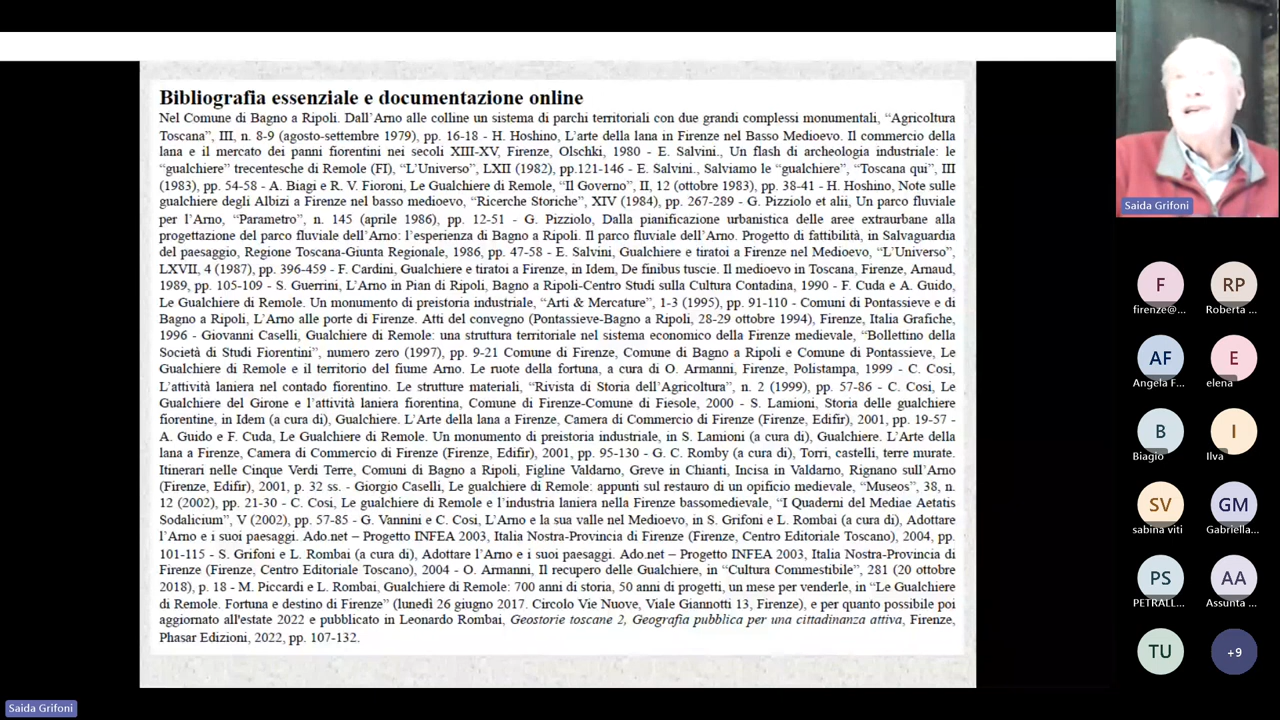 Bibliografia essenziale e documentazione online
Nel Comune di Bagno a Ripoli. Dall’Arno alle colline un sistema di parchi territoriali con due grandi complessi monumentali, “Agricoltura
Toscana”, III, n. 8-9 (agosto-settembre 1979), pp. 16-18 - H. Hoshino, L’arte della lana in Firenze nel Basso Medioevo. Il commercio della
lana e il mercato dei panni fiorentini nei secoli XIII-XV, Firenze, Olschki, 1980 - E. Salvini., Un flash di archeologia industriale: le
“gualchiere” trecentesche di Remole (FI), “L’Universo”, LXII (1982), pp.121-146 - E. Salvini., Salviamo le “gualchiere”, “Toscana qui”, III
(1983), pp. 54-58 - A. Biagi e R. V. Fioroni, Le Gualchiere di Remole, “Il Governo”, II, 12 (ottobre 1983), pp. 38-41 - H. Hoshino, Note sulle
gualchiere degli Albizi a Firenze nel basso medioevo, “Ricerche Storiche”, XIV (1984), pp. 267-289 - G. Pizziolo et alii, Un parco fluviale
per l’Arno, “Parametro”, n. 145 (aprile 1986), pp. 12-51 - G. Pizziolo, Dalla pianificazione urbanistica delle aree extraurbane alla
progettazione del parco fluviale dell’Arno: l’esperienza di Bagno a Ripoli. Il parco fluviale dell’Arno. Progetto di fattibilità, in Salvaguardia
del paesaggio, Regione Toscana-Giunta Regionale, 1986, pp. 47-58 - E. Salvini, Gualchiere e tiratoi a Firenze nel Medioevo, “L’Universo”,
LXVII, 4 (1987), pp. 396-459 - F. Cardini, Gualchiere e tiratoi a Firenze, in Idem, De finibus tuscie. Il medioevo in Toscana, Firenze, Arnaud,
1989, pp. 105-109 - S. Guerrini, L’Arno in Pian di Ripoli, Bagno a Ripoli-Centro Studi sulla Cultura Contadina, 1990 - F. Cuda e A. Guido,
Le Gualchiere di Remole. Un monumento di preistoria industriale, “Arti & Mercature”, 1-3 (1995), pp. 91-110 - Comuni di Pontassieve e di
Bagno a Ripoli, L’Arno alle porte di Firenze. Atti del convegno (Pontassieve-Bagno a Ripoli, 28-29 ottobre 1994), Firenze, Italia Grafiche,
1996 - Giovanni Caselli, Gualchiere di Remole: una struttura territoriale nel sistema economico della Firenze medievale, “Bollettino della
Società di Studi Fiorentini”, numero zero (1997), pp. 9-21 Comune di Firenze, Comune di Bagno a Ripoli e Comune di Pontassieve, Le
Gualchiere di Remole e il territorio del fiume Arno. Le ruote della fortuna, a cura di O. Armanni, Firenze, Polistampa, 1999 - C. Cosi,
L’attività laniera nel contado fiorentino. Le strutture materiali, “Rivista di Storia dell’Agricoltura”, n. 2 (1999), pp. 57-86 - C. Cosi, Le
Gualchiere del Girone e l’attività laniera fiorentina, Comune di Firenze-Comune di Fiesole, 2000 - S. Lamioni, Storia delle gualchiere
fiorentine, in Idem (a cura di), Gualchiere. L’Arte della lana a Firenze, Camera di Commercio di Firenze (Firenze, Edifir), 2001, pp. 19-57 -
A. Guido e F. Cuda, Le Gualchiere di Remole. Un monumento di preistoria industriale, in S. Lamioni (a cura di), Gualchiere. L’Arte della
lana a Firenze, Camera di Commercio di Firenze (Firenze, Edifir), 2001, pp. 95-130 - G. C. Romby (a cura di), Torri, castelli, terre murate.
Itinerari nelle Cinque Verdi Terre, Comuni di Bagno a Ripoli, Figline Valdarno, Greve in Chianti, Incisa in Valdarno, Rignano sull’Arno
(Firenze, Edifir), 2001, p. 32 ss. - Giorgio Caselli, Le gualchiere di Remole: appunti sul restauro di un opificio medievale, “Museos”, 38, n.
12 (2002), pp. 21-30 - C. Cosi, Le gualchiere di Remole e l’industria laniera nella Firenze bassomedievale, “I Quaderni del Mediae Aetatis
Sodalicium”, V (2002), pp. 57-85 - G. Vannini e C. Cosi, L’Arno e la sua valle nel Medioevo, in S. Grifoni e L. Rombai (a cura di), Adottare
l’Arno e i suoi paesaggi. Ado.net – Progetto INFEA 2003, Italia Nostra-Provincia di Firenze (Firenze, Centro Editoriale Toscano), 2004, pp.
101-115 - S. Grifoni e L. Rombai (a cura di), Adottare l’Arno e i suoi paesaggi. Ado.net – Progetto INFEA 2003, Italia Nostra-Provincia di
Firenze (Firenze, Centro Editoriale Toscano), 2004 - O. Armanni, Il recupero delle Gualchiere, in “Cultura Commestibile”, 281 (20 ottobre
2018), p. 18 - M. Piccardi e L. Rombai, Gualchiere di Remole: 700 anni di storia, 50 anni di progetti, un mese per venderle, in “Le Gualchiere
di Remole. Fortuna e destino di Firenze” (lunedì 26 giugno 2017. Circolo Vie Nuove, Viale Giannotti 13, Firenze), e per quanto possibile poi
aggiornato all'estate 2022 e pubblicato in Leonardo Rombai, Geostorie toscane 2, Geografia pubblica per una cittadinanza attiva, Firenze,
Phasar Edizioni, 2022, pp. 107-132.
Saida Grifoni
Saida Grifoni
F
firenze@...
RP
Roberta ...
AF
Angela F...
E
elena
B
Biagio
I
Ilva
SV
sabina viti
GM
Gabriella...
PS
PETRALL...
AA
Assunta ...
TU
+9